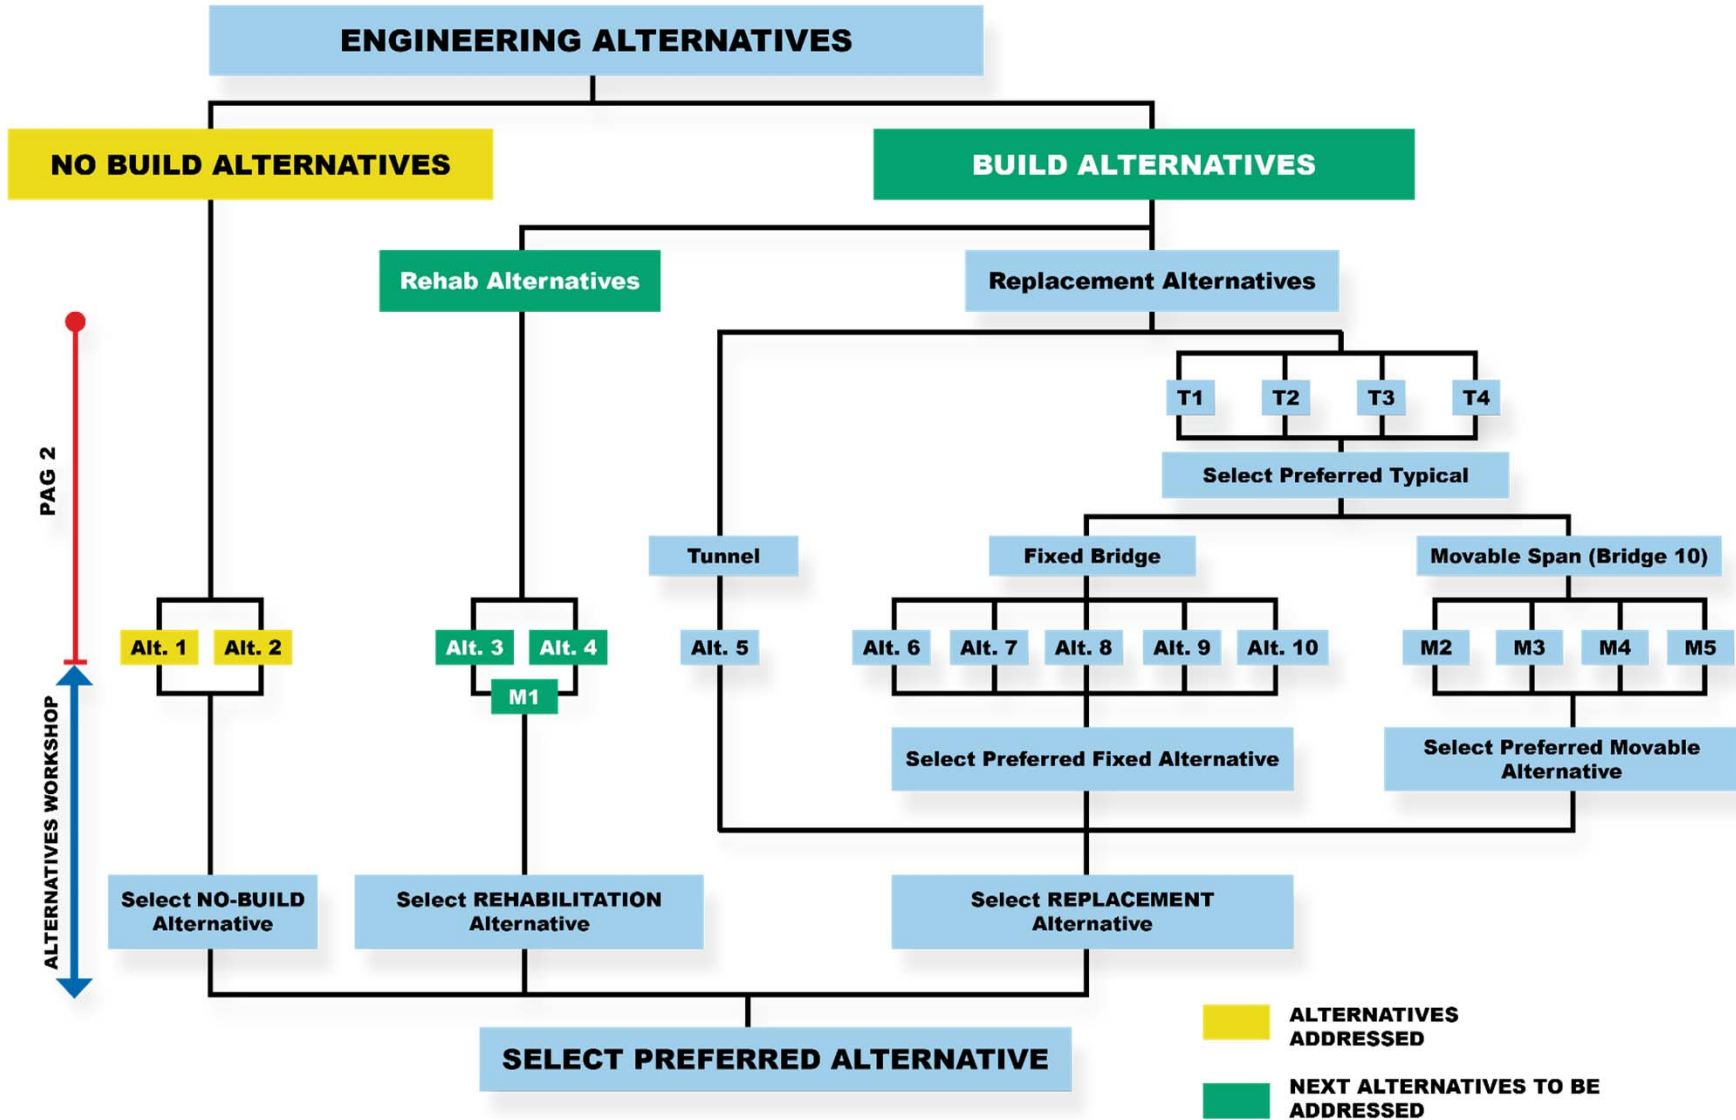 ENGINEERING ALTERNATIVES
NO BUILD ALTERNATIVES
BUILD ALTERNATIVES
Rehab Alternatives
Replacement Alternatives
T1
T2
T3
T4
Select Preferred Typical
PAG 2
Tunnel
Fixed Bridge
Movable Span (Bridge 10)
Alt. 1
Alt. 2
Alt. 3
Alt. 4
Alt. 5
Alt. 6
Alt. 7
Alt. 8
Alt. 9
Alt. 10
M2
M3
M4
M5
M1
ALTERNATIVES WORKSHOP
Select Preferred Fixed Alternative
Select Preferred Movable
Alternative
Select NO-BUILD
Alternative
Select REHABILITATION
Alternative
Select REPLACEMENT
Alternative
SELECT PREFERRED ALTERNATIVE
ALTERNATIVES
ADDRESSED
NEXT ALTERNATIVES TO BE
ADDRESSED